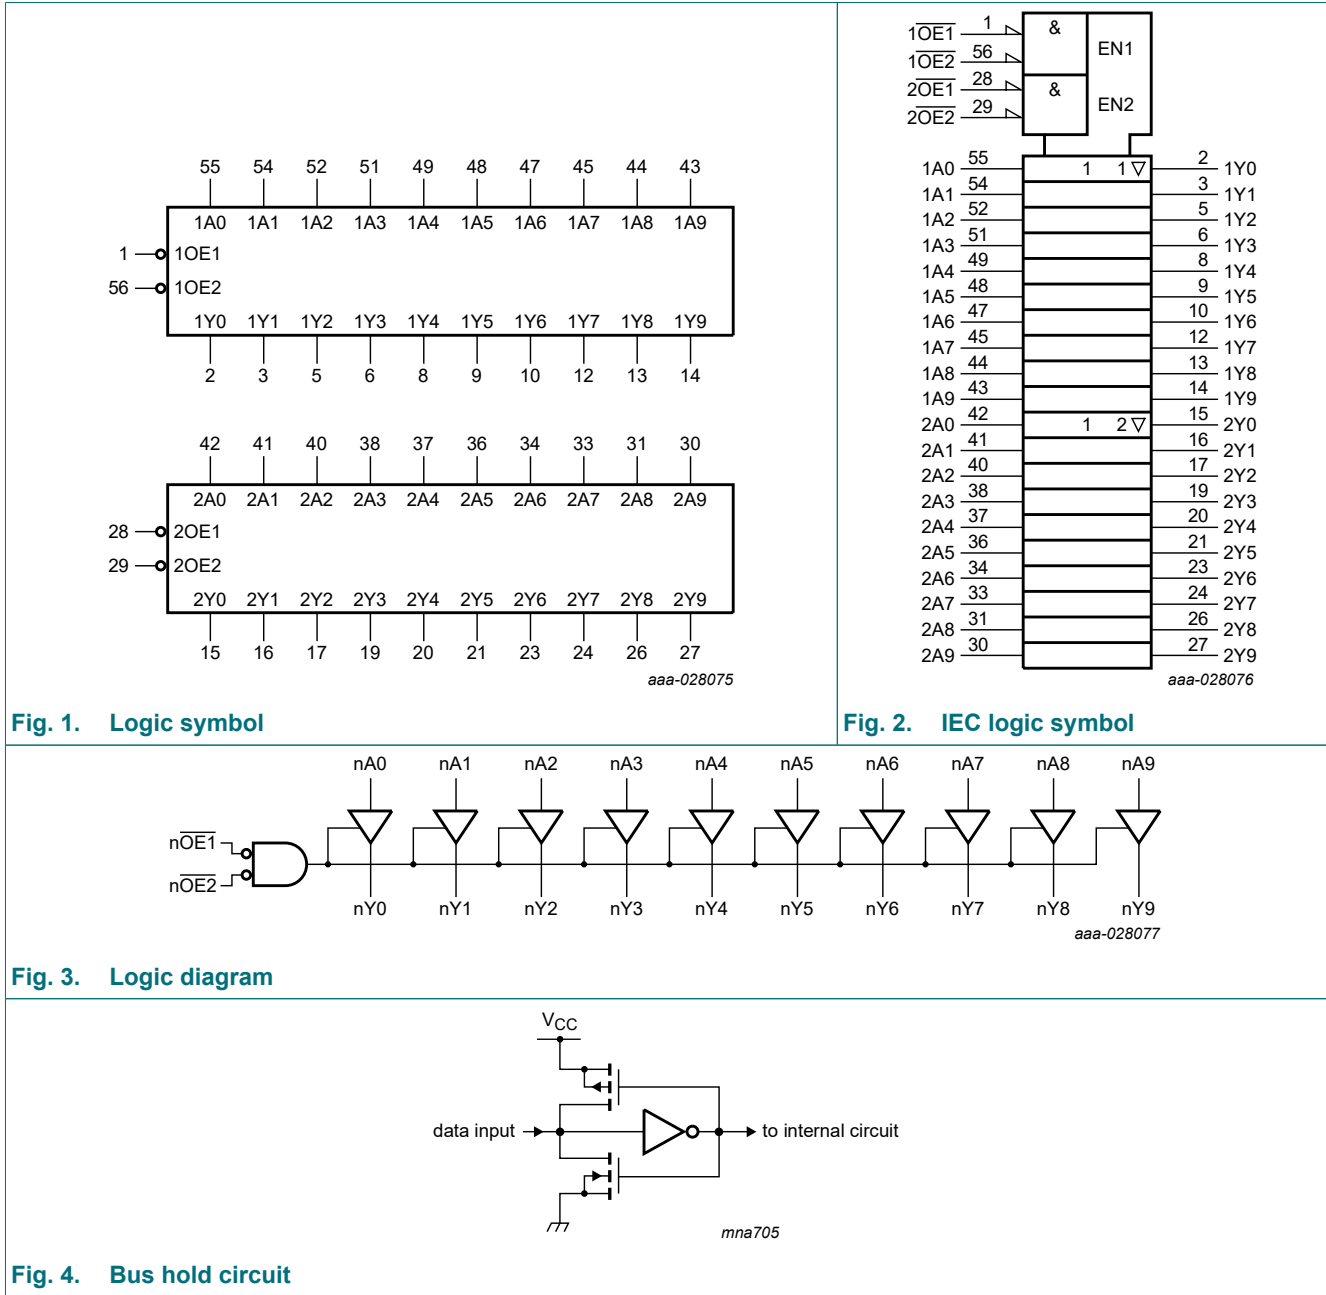 55 54 52 51 49 48 47 45 44 43
1A0 1A1 1A2 1A3 1A4 1A5 1A6 1A7 1A8 1A9
1 1OE1
56 1OE2
1Y0 1Y1 1Y2 1Y3 1Y4 1Y5 1Y6 1Y7 1Y8 1Y9
2 3 5 6 8 9 10 12 13 14
42 41 40 38 37 36 34 33 31 30
2A0 2A1 2A2 2A3 2A4 2A5 2A6 2A7 2A8 2A9
28 2OE1
29 2OE2
2Y0 2Y1 2Y2 2Y3 2Y4 2Y5 2Y6 2Y7 2Y8 2Y9
15 16 17 19 20 21 23 24 26 27
aaa-028075
Fig. 1. Logic symbol
1OE1 1 & EN1
1OE2 56
2OE1 28 & EN2
2OE2 29
1A0 55 1 1 ▽ 2 1Y0
1A1 54 3 1Y1
1A2 52 5 1Y2
1A3 51 6 1Y3
1A4 49 8 1Y4
1A5 48 9 1Y5
1A6 47 10 1Y6
1A7 45 12 1Y7
1A8 44 13 1Y8
1A9 43 14 1Y9
2A0 42 1 2 ▽ 15 2Y0
2A1 41 16 2Y1
2A2 40 17 2Y2
2A3 38 19 2Y3
2A4 37 20 2Y4
2A5 36 21 2Y5
2A6 34 23 2Y6
2A7 33 24 2Y7
2A8 31 26 2Y8
2A9 30 27 2Y9
aaa-028076
Fig. 2. IEC logic symbol
nA0 nA1 nA2 nA3 nA4 nA5 nA6 nA7 nA8 nA9
nOE1
nOE2
nY0 nY1 nY2 nY3 nY4 nY5 nY6 nY7 nY8 nY9
aaa-028077
Fig. 3. Logic diagram
VCC
data input to internal circuit
mna705
Fig. 4. Bus hold circuit